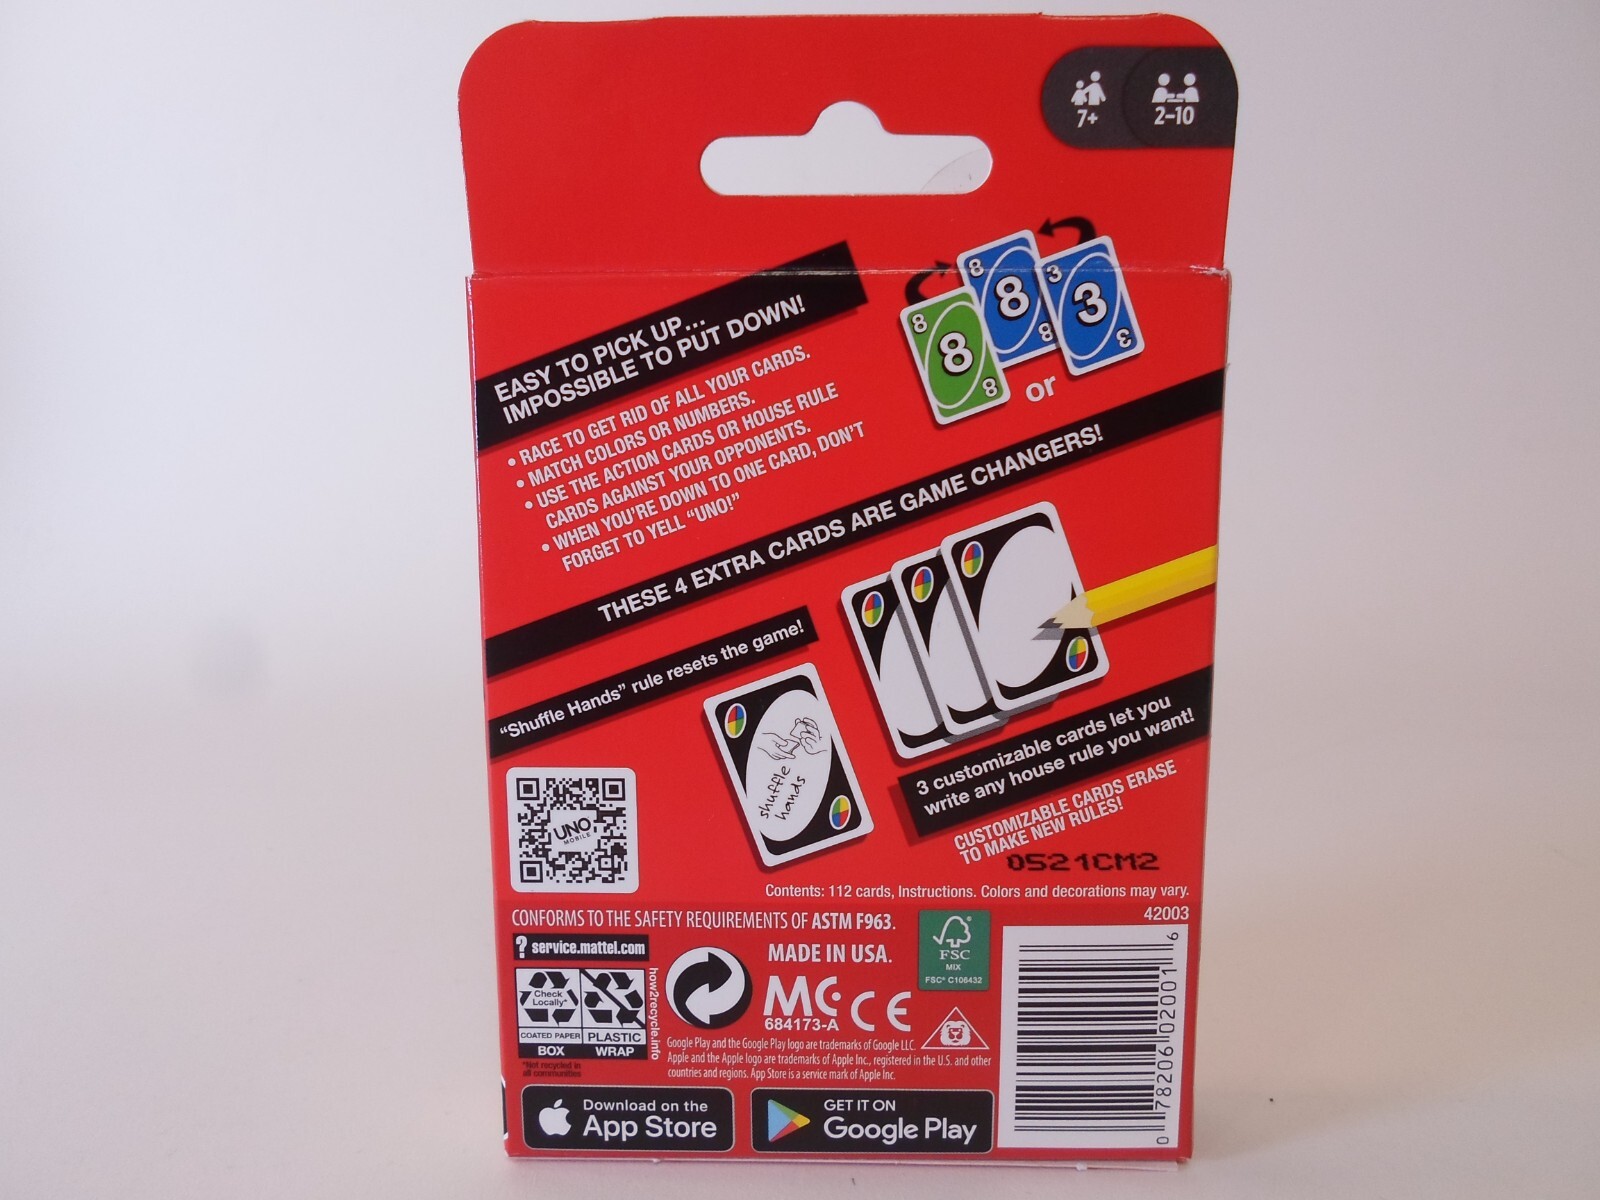 7+
2-10
8
8
8
8
8
8
3
3
3
or
EASY TO PICK UP...
IMPOSSIBLE TO PUT DOWN!
• RACE TO GET RID OF ALL YOUR CARDS.
• MATCH COLORS OR NUMBERS.
• USE THE ACTION CARDS OR HOUSE RULE
CARDS AGAINST YOUR OPPONENTS.
• WHEN YOU'RE DOWN TO ONE CARD, DON'T
FORGET TO YELL "UNO!"
THESE 4 EXTRA CARDS ARE GAME CHANGERS!
"Shuffle Hands" rule resets the game!
shuffle
hands
3 customizable cards let you
write any house rule you want!
CUSTOMIZABLE CARDS ERASE
TO MAKE NEW RULES!
0521CM2
UNO
MOBILE
Contents: 112 cards, Instructions. Colors and decorations may vary.
42003
CONFORMS TO THE SAFETY REQUIREMENTS OF ASTM F963.
? service.mattel.com
MADE IN USA.
FSC
MIX
FSC® C106432
Check
Locally*
COATED PAPER
BOX
PLASTIC
WRAP
how2recycle.info
*Not recycled in
all communities
MC
684173-A
CE
Google Play and the Google Play logo are trademarks of Google LLC.
Apple and the Apple logo are trademarks of Apple Inc., registered in the U.S. and other
countries and regions. App Store is a service mark of Apple Inc.
Download on the
App Store
GET IT ON
Google Play
0 78206 02001 6